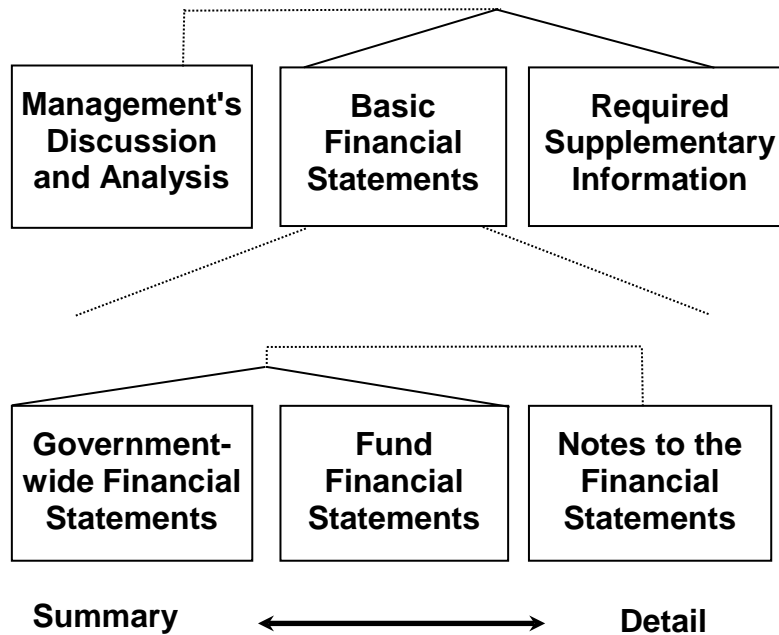 Management's
Discussion
and Analysis
Basic
Financial
Statements
Required
Supplementary
Information
Government-
wide Financial
Statements
Fund
Financial
Statements
Notes to the
Financial
Statements
Summary
Detail